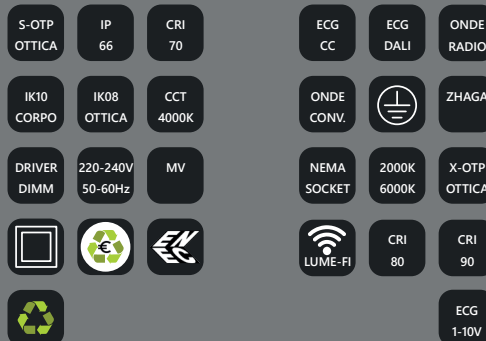 S-OTP
OTTICA
IP
66
CRI
70
ECG
CC
ECG
DALI
ONDE
RADIO
IK10
CORPO
IK08
OTTICA
CCT
4000K
ONDE
CONV.
ZHAGA
DRIVER
DIMM
220-240V
50-60Hz
MV
NEMA
SOCKET
2000K
6000K
X-OTP
OTTICA
€
ENEC
LUME-FI
CRI
80
CRI
90
ECG
1-10V